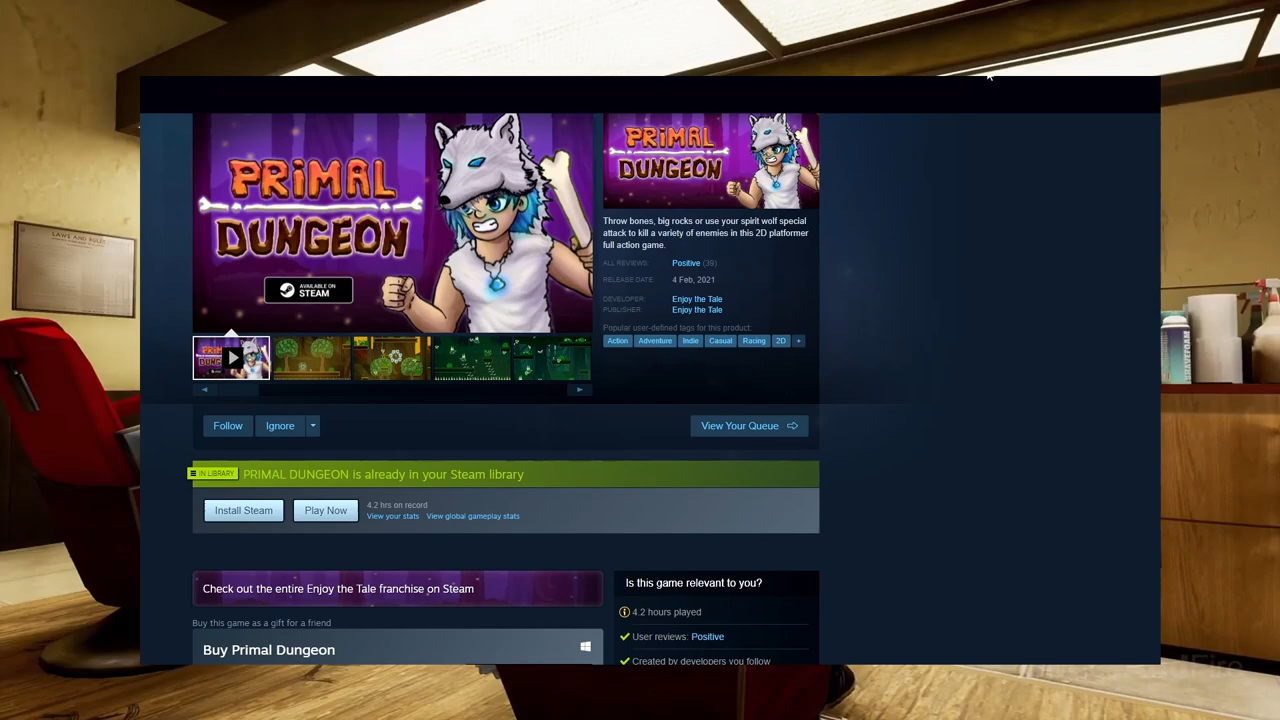 PRIMAL
DUNGEON
AVAILABLE ON
STEAM
PRIMAL
DUNGEON
Throw bones, big rocks or use your spirit wolf special
attack to kill a variety of enemies in this 2D platformer
full action game.
ALL REVIEWS: Positive (39)
RELEASE DATE: 4 Feb, 2021
DEVELOPER: Enjoy the Tale
PUBLISHER: Enjoy the Tale
Popular user-defined tags for this product:
Action Adventure Indie Casual Racing 2D +
Follow Ignore View Your Queue
IN LIBRARY PRIMAL DUNGEON is already in your Steam library
Install Steam Play Now
4.2 hrs on record
View your stats View global gameplay stats
Check out the entire Enjoy the Tale franchise on Steam
Is this game relevant to you?
4.2 hours played
Buy this game as a gift for a friend
User reviews: Positive
Buy Primal Dungeon
Created by developers you follow
LAWS AND RULES
SHAVEFOAM